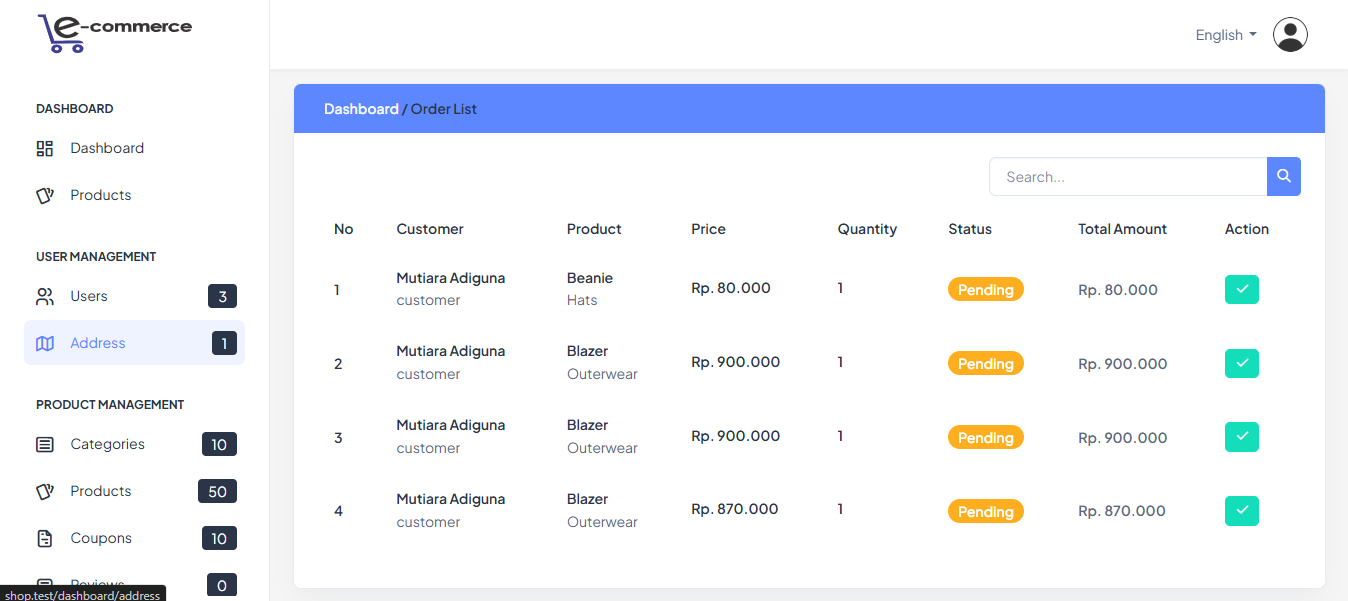 e-commerce
English
DASHBOARD
Dashboard
Products
USER MANAGEMENT
Users 3
Address 1
PRODUCT MANAGEMENT
Categories 10
Products 50
Coupons 10
Reviews 0
shop.test/dashboard/address
Dashboard / Order List
Search...
No Customer Product Price Quantity Status Total Amount Action
1 Mutiara Adiguna Beanie Rp. 80.000 1 Pending Rp. 80.000
customer Hats
2 Mutiara Adiguna Blazer Rp. 900.000 1 Pending Rp. 900.000
customer Outerwear
3 Mutiara Adiguna Blazer Rp. 900.000 1 Pending Rp. 900.000
customer Outerwear
4 Mutiara Adiguna Blazer Rp. 870.000 1 Pending Rp. 870.000
customer Outerwear